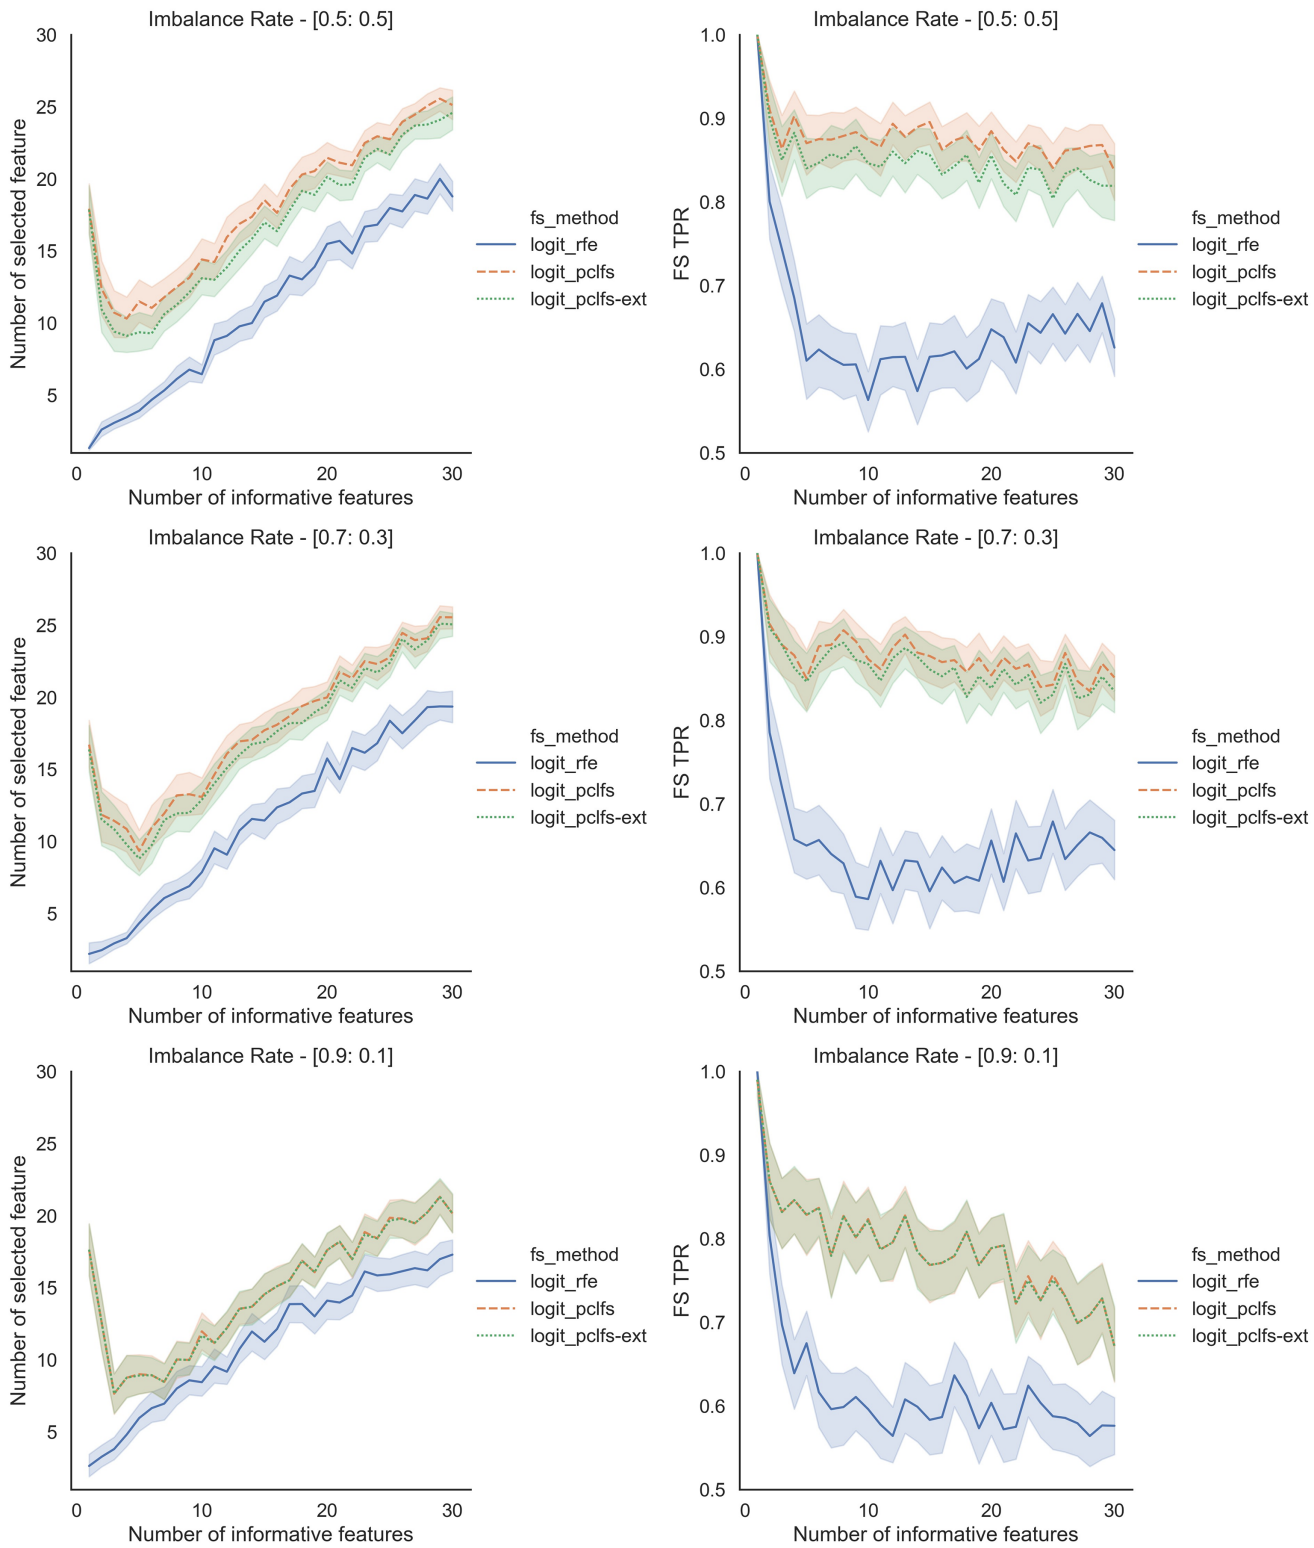 Imbalance Rate - [0.5: 0.5]
30
25
20
15
10
5
Number of selected feature
0
10
20
30
Number of informative features
fs_method
logit_rfe
logit_pclfs
logit_pclfs-ext
Imbalance Rate - [0.5: 0.5]
1.0
0.9
0.8
0.7
0.6
0.5
FS TPR
0
10
20
30
Number of informative features
fs_method
logit_rfe
logit_pclfs
logit_pclfs-ext
Imbalance Rate - [0.7: 0.3]
30
25
20
15
10
5
Number of selected feature
0
10
20
30
Number of informative features
fs_method
logit_rfe
logit_pclfs
logit_pclfs-ext
Imbalance Rate - [0.7: 0.3]
1.0
0.9
0.8
0.7
0.6
0.5
FS TPR
0
10
20
30
Number of informative features
fs_method
logit_rfe
logit_pclfs
logit_pclfs-ext
Imbalance Rate - [0.9: 0.1]
30
25
20
15
10
5
Number of selected feature
0
10
20
30
Number of informative features
fs_method
logit_rfe
logit_pclfs
logit_pclfs-ext
Imbalance Rate - [0.9: 0.1]
1.0
0.9
0.8
0.7
0.6
0.5
FS TPR
0
10
20
30
Number of informative features
fs_method
logit_rfe
logit_pclfs
logit_pclfs-ext